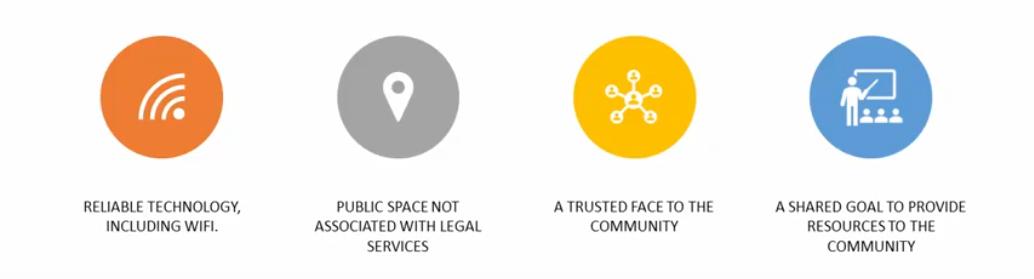 RELIABLE TECHNOLOGY,
INCLUDING WIFI.
PUBLIC SPACE NOT
ASSOCIATED WITH LEGAL
SERVICES
A TRUSTED FACE TO THE
COMMUNITY
A SHARED GOAL TO PROVIDE
RESOURCES TO THE
COMMUNITY